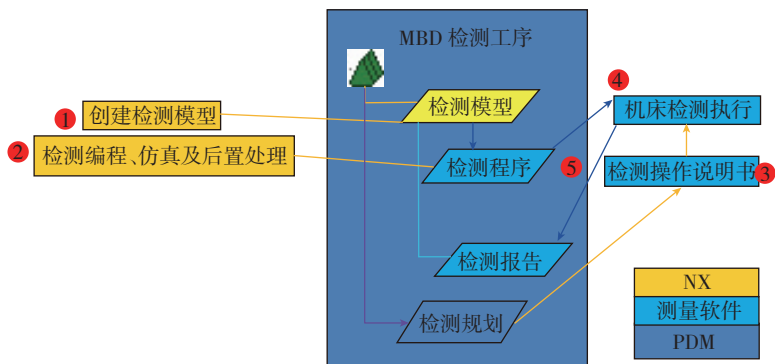 MBD 检测工序
④
检测模型
机床检测执行
①
创建检测模型
②
检测编程、仿真及后置处理
检测程序
⑤
检测操作说明书
③
检测报告
检测规划
NX
测量软件
PDM